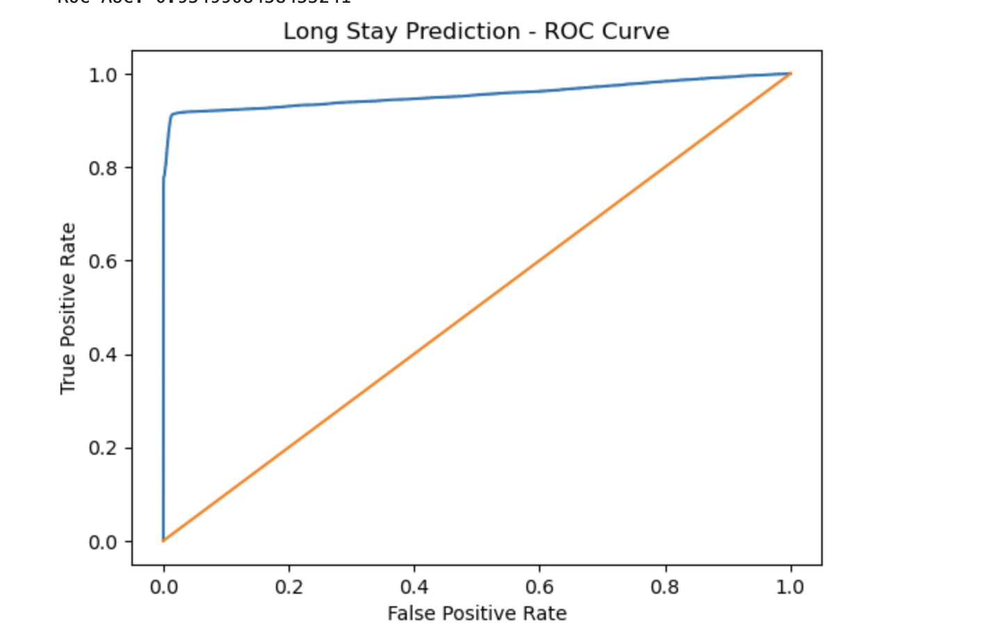 Long Stay Prediction - ROC Curve
1.0
0.8
0.6
0.4
0.2
0.0
True Positive Rate
0.0 0.2 0.4 0.6 0.8 1.0
False Positive Rate